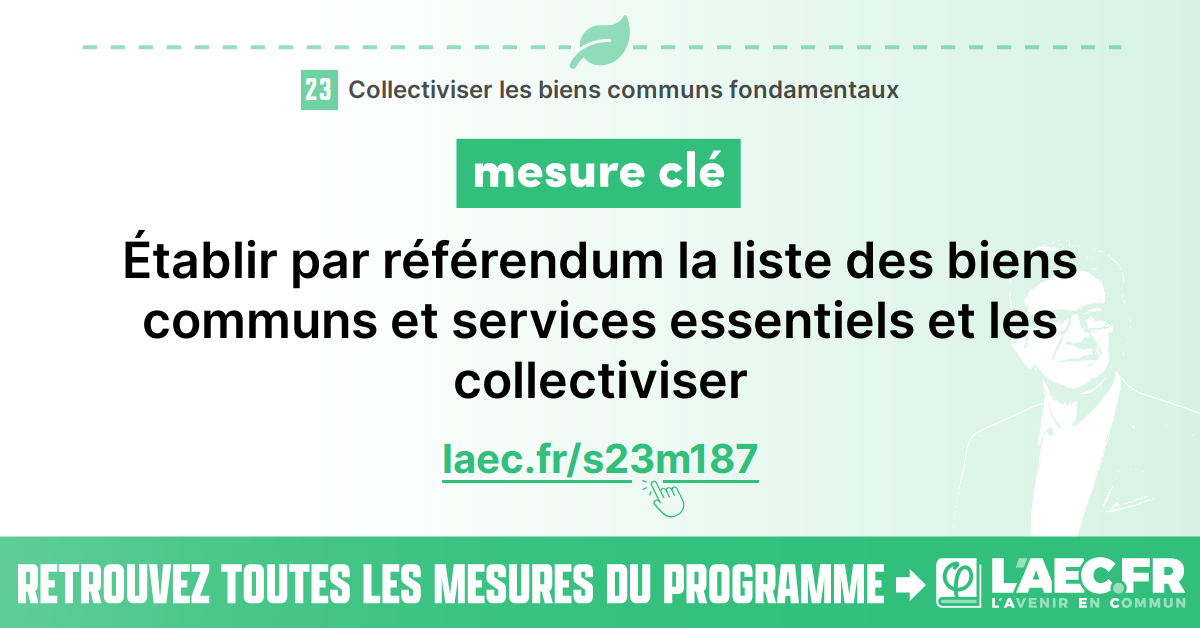 23 Collectiviser les biens communs fondamentaux
mesure clé
Établir par référendum la liste des biens
communs et services essentiels et les
collectiviser
laec.fr/s23m187
RETROUVEZ TOUTES LES MESURES DU PROGRAMME
φ L'AEC.FR
L'AVENIR EN COMMUN